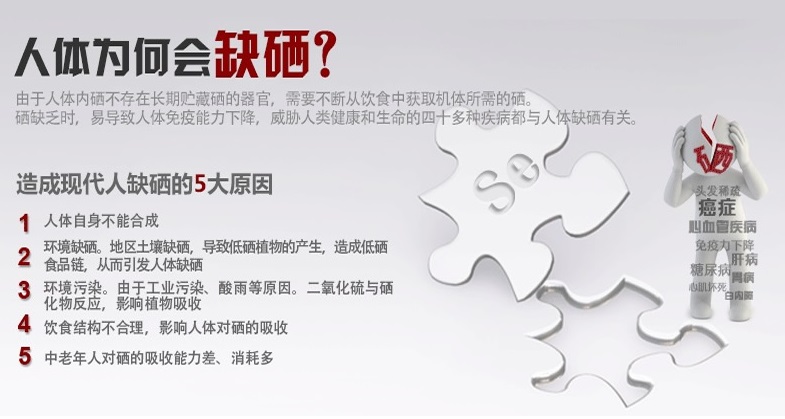 人体为何会缺硒？
由于人体内硒不存在长期贮藏硒的器官，需要不断从饮食中获取机体所需的硒。
硒缺乏时，易导致人体免疫能力下降，威胁人类健康和生命的四十多种疾病都与人体缺硒有关。
造成现代人缺硒的5大原因
1 人体自身不能合成
2 环境缺硒。地区土壤缺硒，导致低硒植物的产生，造成低硒
食品链，从而引发人体缺硒
3 环境污染。由于工业污染、酸雨等原因。二氧化硫与硒
化物反应，影响植物吸收
4 饮食结构不合理，影响人体对硒的吸收
5 中老年人对硒的吸收能力差、消耗多
Se
硒
头发稀疏
癌症
心血管疾病
免疫力下降
肝病
糖尿病
胃病
心肌坏死
白内障